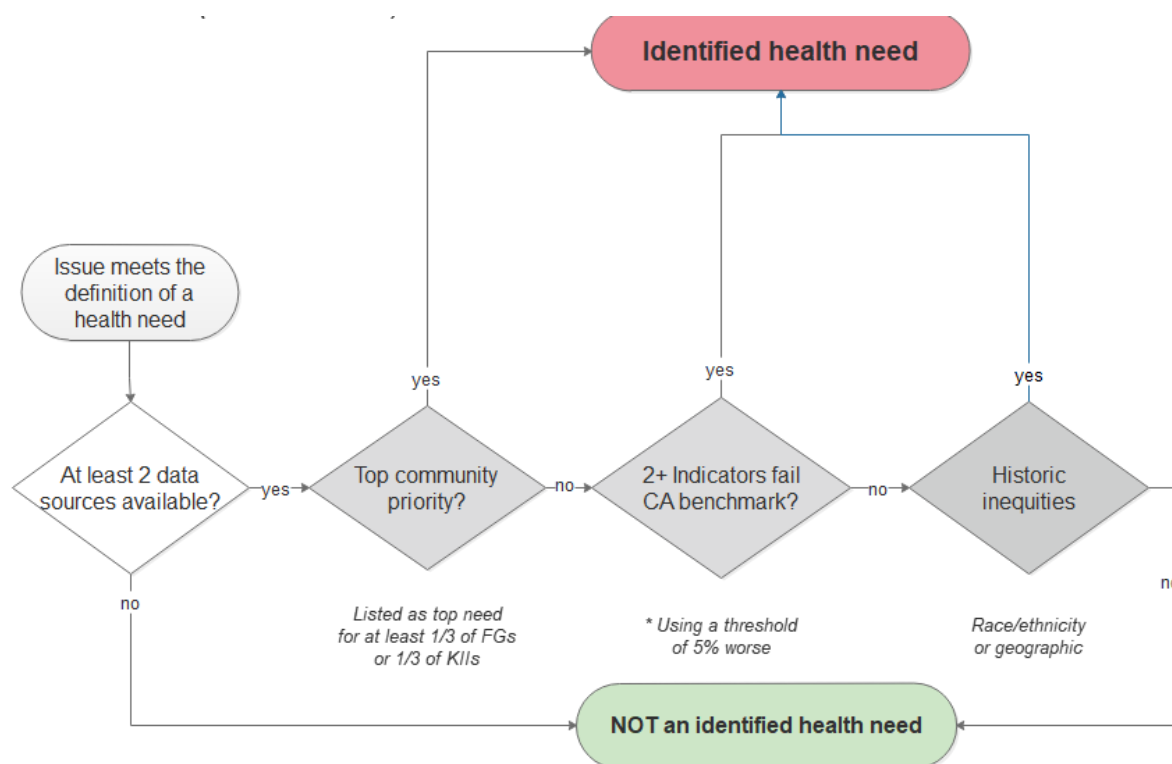 Identified health need
Issue meets the
definition of a
health need
yes
yes
yes
At least 2 data
sources available?
yes
Top community
priority?
no
2+ Indicators fail
CA benchmark?
no
Historic
inequities
no
Listed as top need
for at least 1/3 of FGs
or 1/3 of KIIs
* Using a threshold
of 5% worse
Race/ethnicity
or geographic
NOT an identified health need